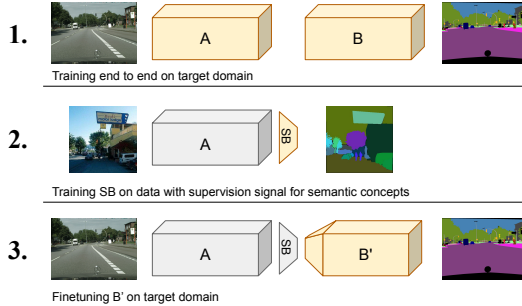 1.
A
B
Training end to end on target domain
2.
A
SB
Training SB on data with supervision signal for semantic concepts
3.
A
SB
B'
Finetuning B' on target domain